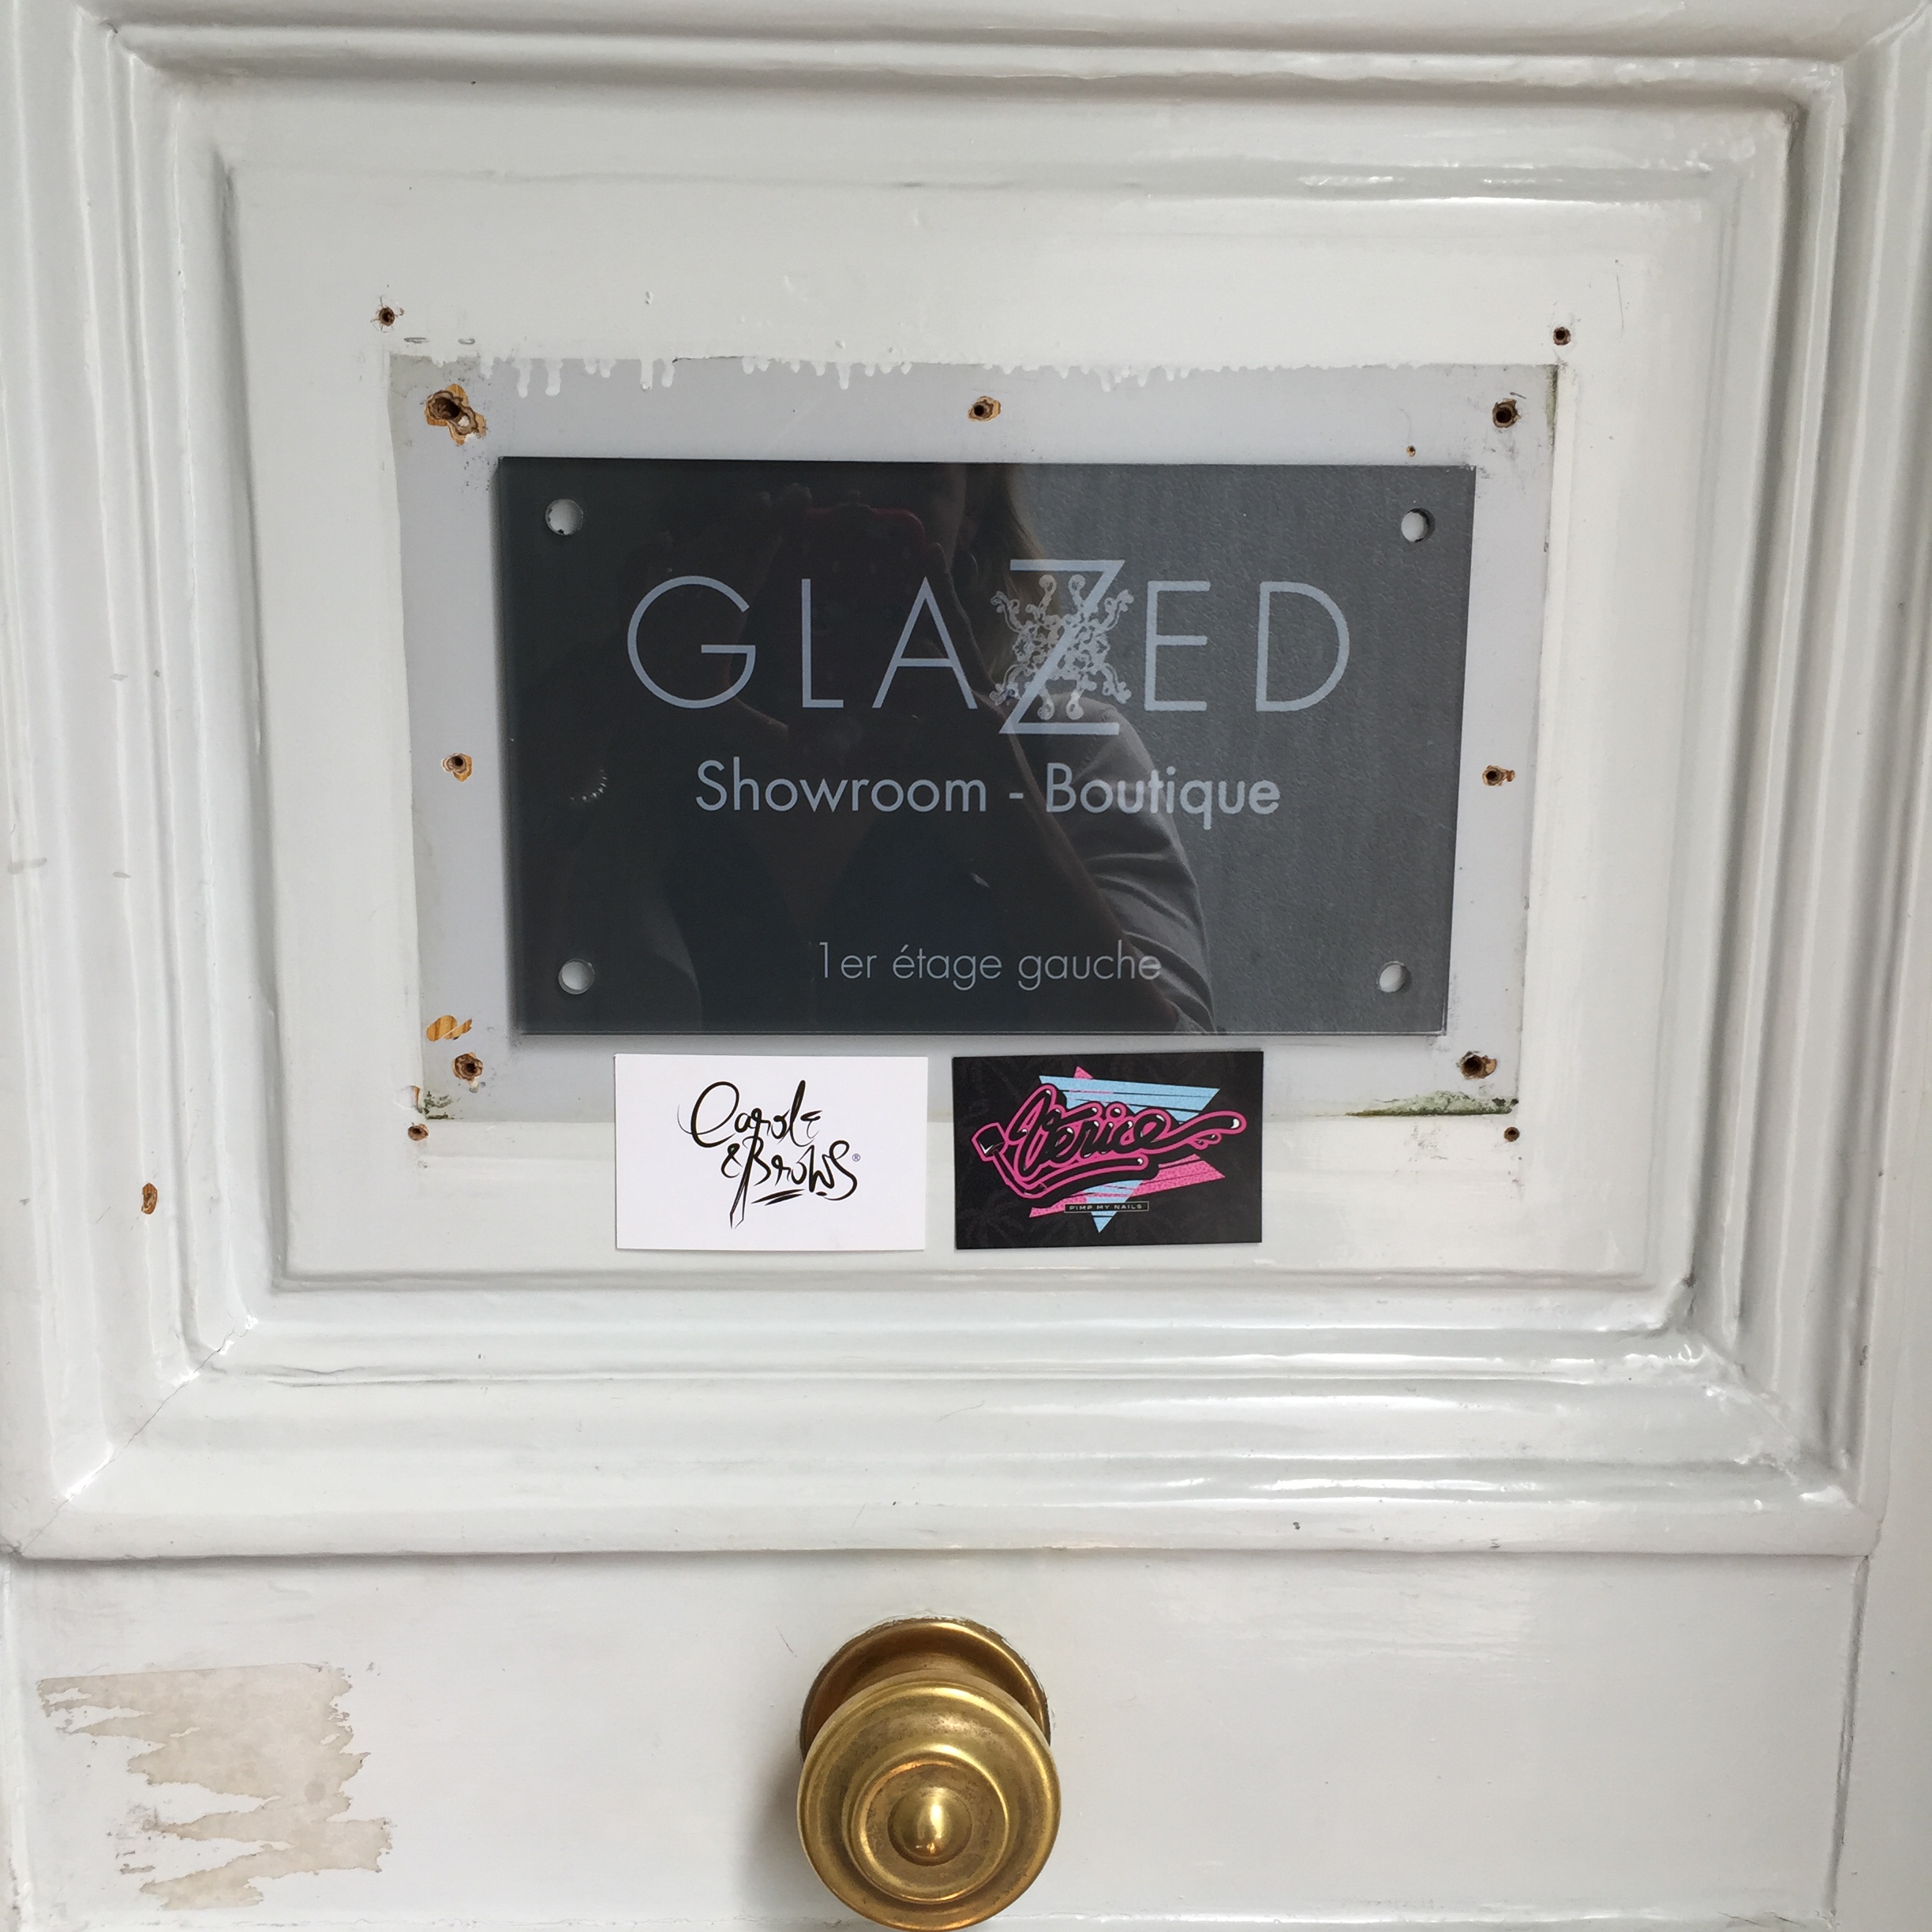 GLAZED
Showroom - Boutique
1er étage gauche
Carole
& Brows®
Venice
PIMP MY NAILS